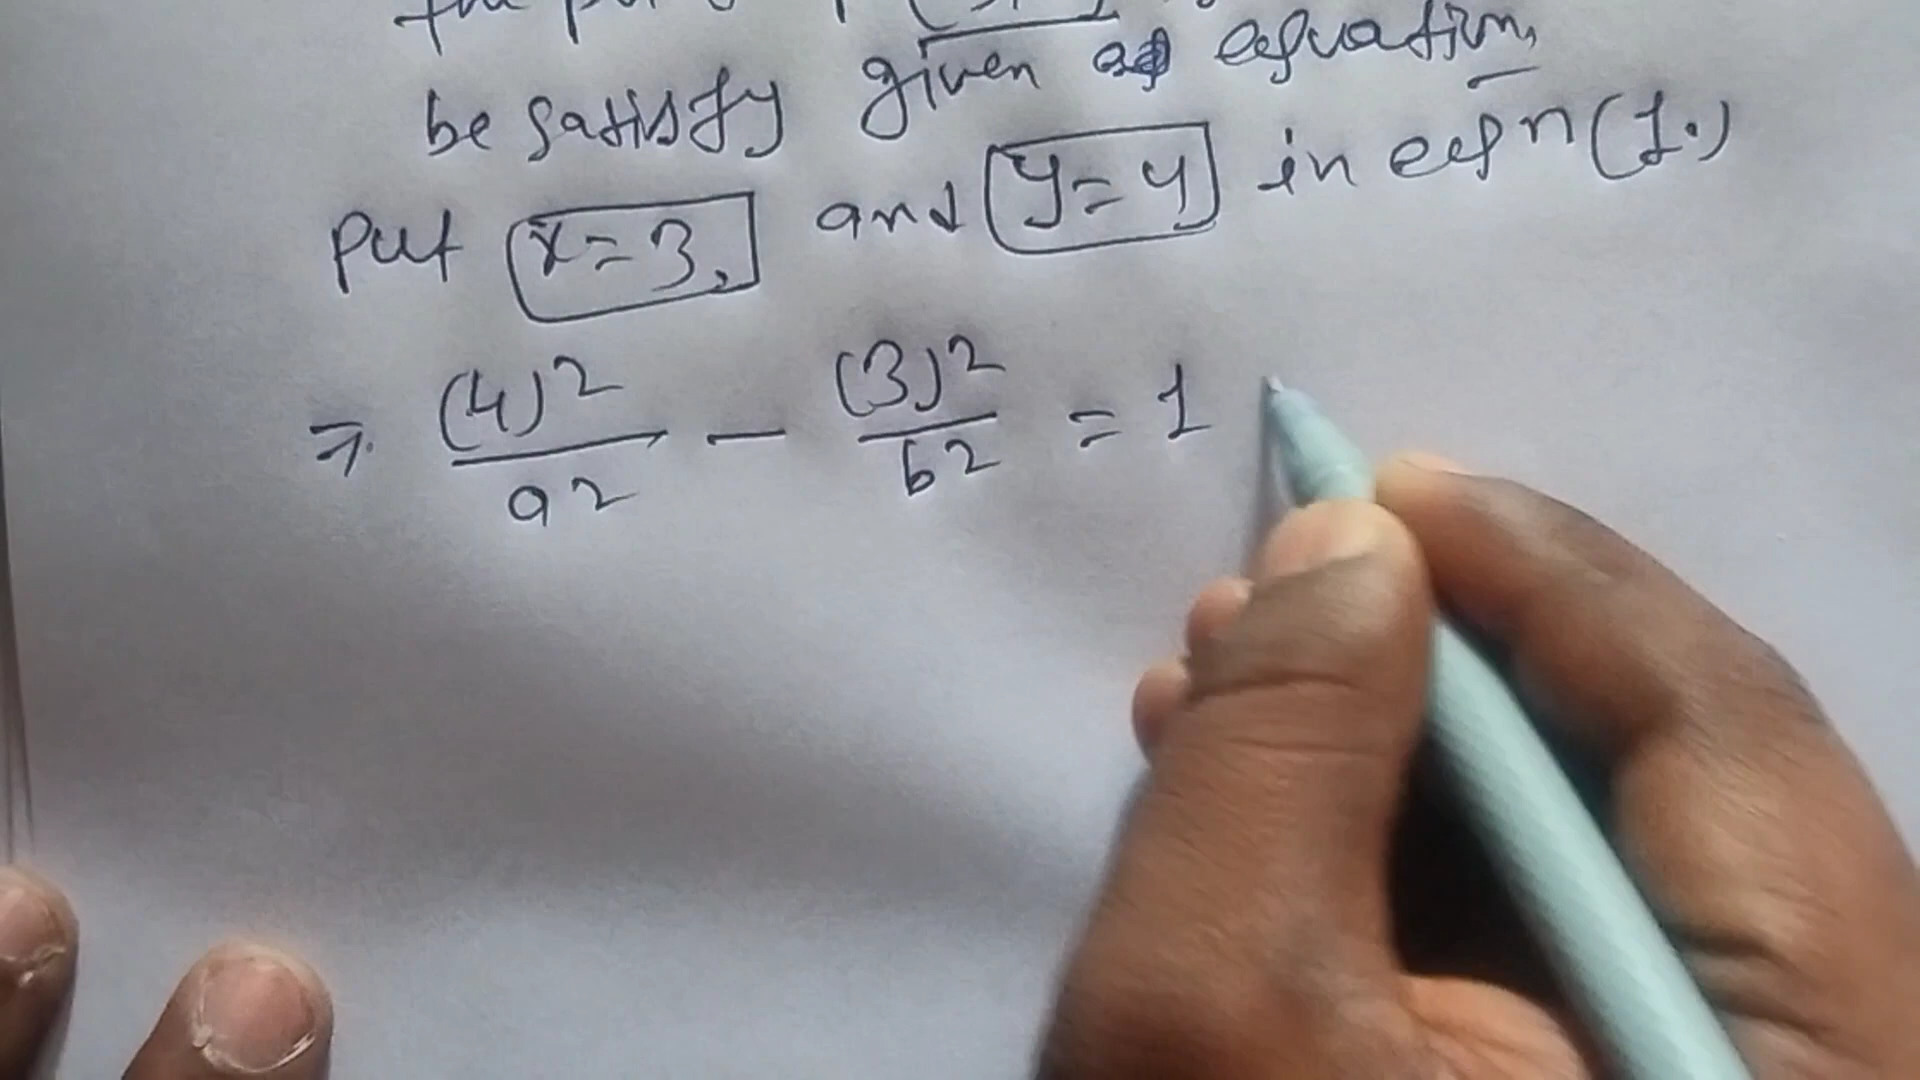 be satisfy given equation,
put x = 3, and y = 4 in eqn (1.)
⇒ (4)²/a² - (3)²/b² = 1